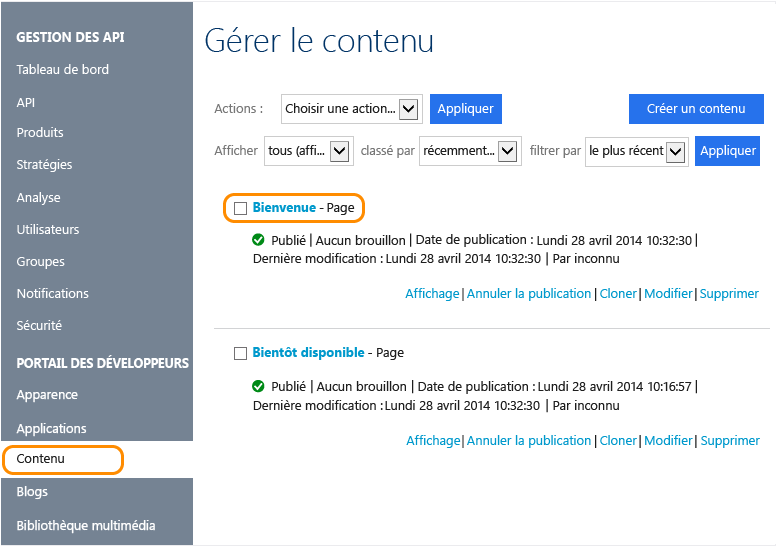 GESTION DES API
Tableau de bord
API
Produits
Stratégies
Analyse
Utilisateurs
Groupes
Notifications
Sécurité
PORTAIL DES DÉVELOPPEURS
Apparence
Applications
Contenu
Blogs
Bibliothèque multimédia
Gérer le contenu
Actions : Choisir une action... Appliquer Créer un contenu
Afficher tous (affi... classé par récemment... filtrer par le plus récent Appliquer
Bienvenue - Page
Publié | Aucun brouillon | Date de publication : Lundi 28 avril 2014 10:32:30 |
Dernière modification : Lundi 28 avril 2014 10:32:30 | Par inconnu
Affichage | Annuler la publication | Cloner | Modifier | Supprimer
Bientôt disponible - Page
Publié | Aucun brouillon | Date de publication : Lundi 28 avril 2014 10:16:57 |
Dernière modification : Lundi 28 avril 2014 10:32:30 | Par inconnu
Affichage | Annuler la publication | Cloner | Modifier | Supprimer